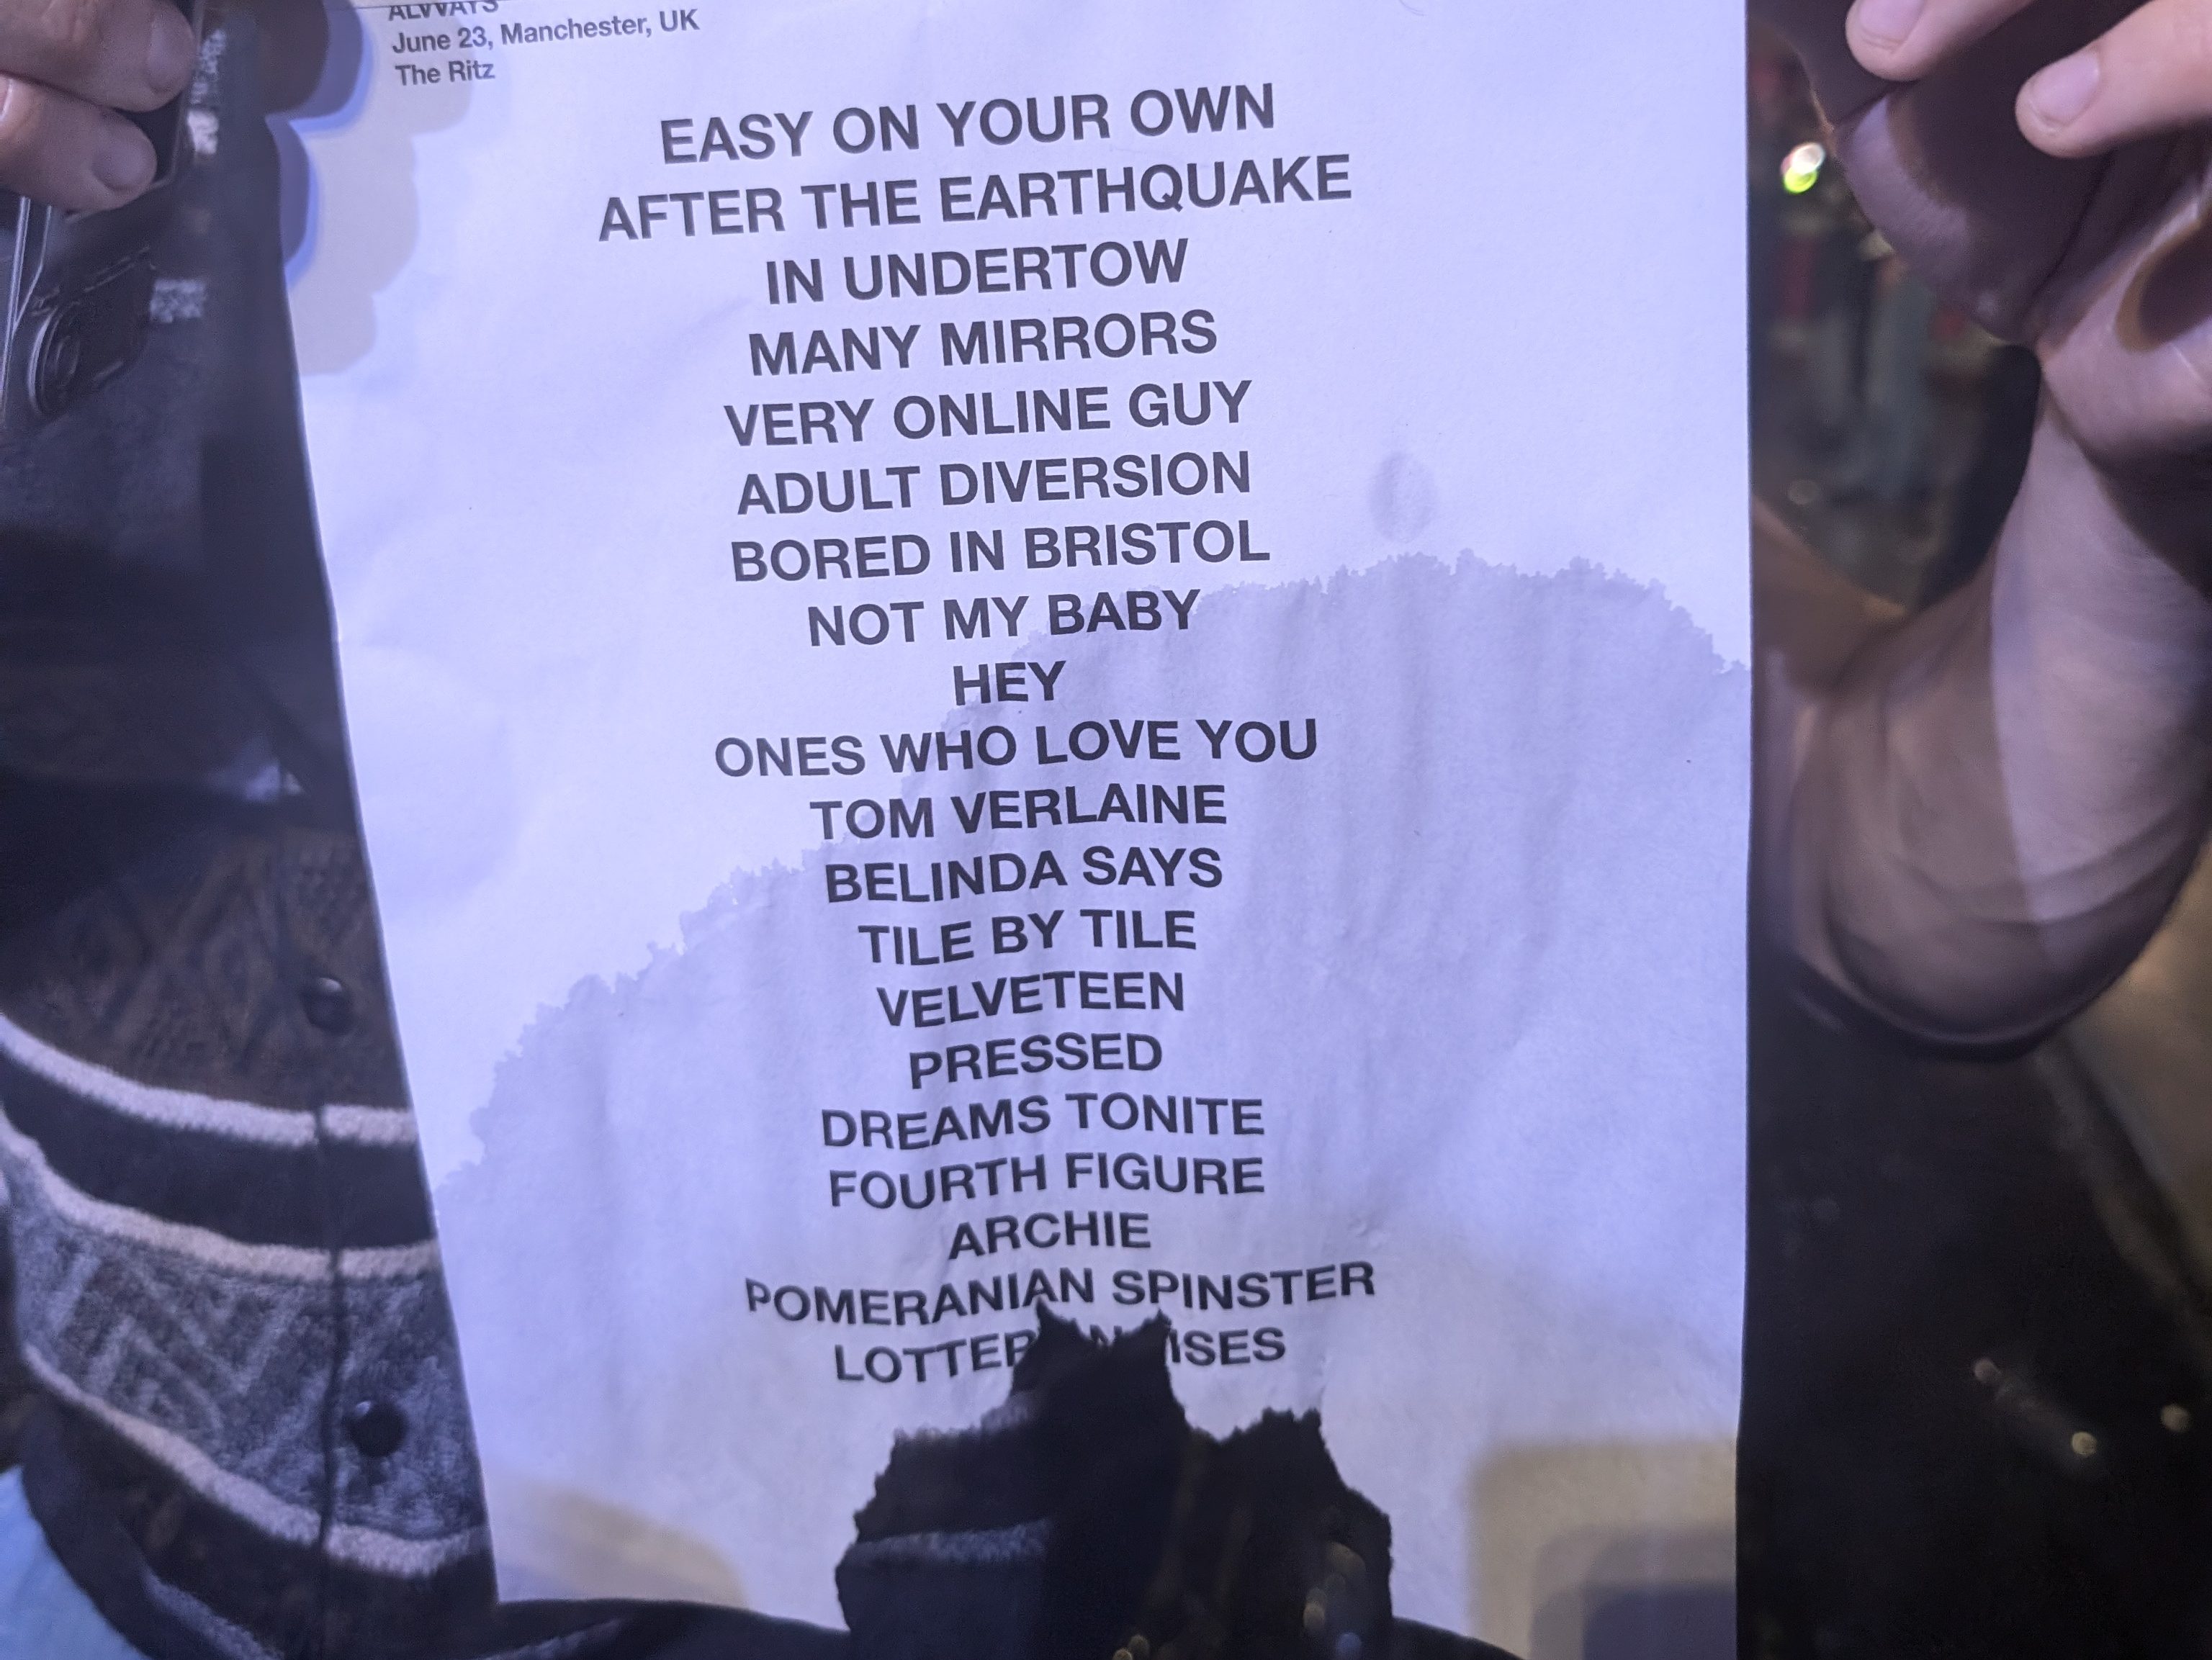 ALVVAYS
June 23, Manchester, UK
The Ritz
EASY ON YOUR OWN
AFTER THE EARTHQUAKE
IN UNDERTOW
MANY MIRRORS
VERY ONLINE GUY
ADULT DIVERSION
BORED IN BRISTOL
NOT MY BABY
HEY
ONES WHO LOVE YOU
TOM VERLAINE
BELINDA SAYS
TILE BY TILE
VELVETEEN
PRESSED
DREAMS TONITE
FOURTH FIGURE
ARCHIE
POMERANIAN SPINSTER